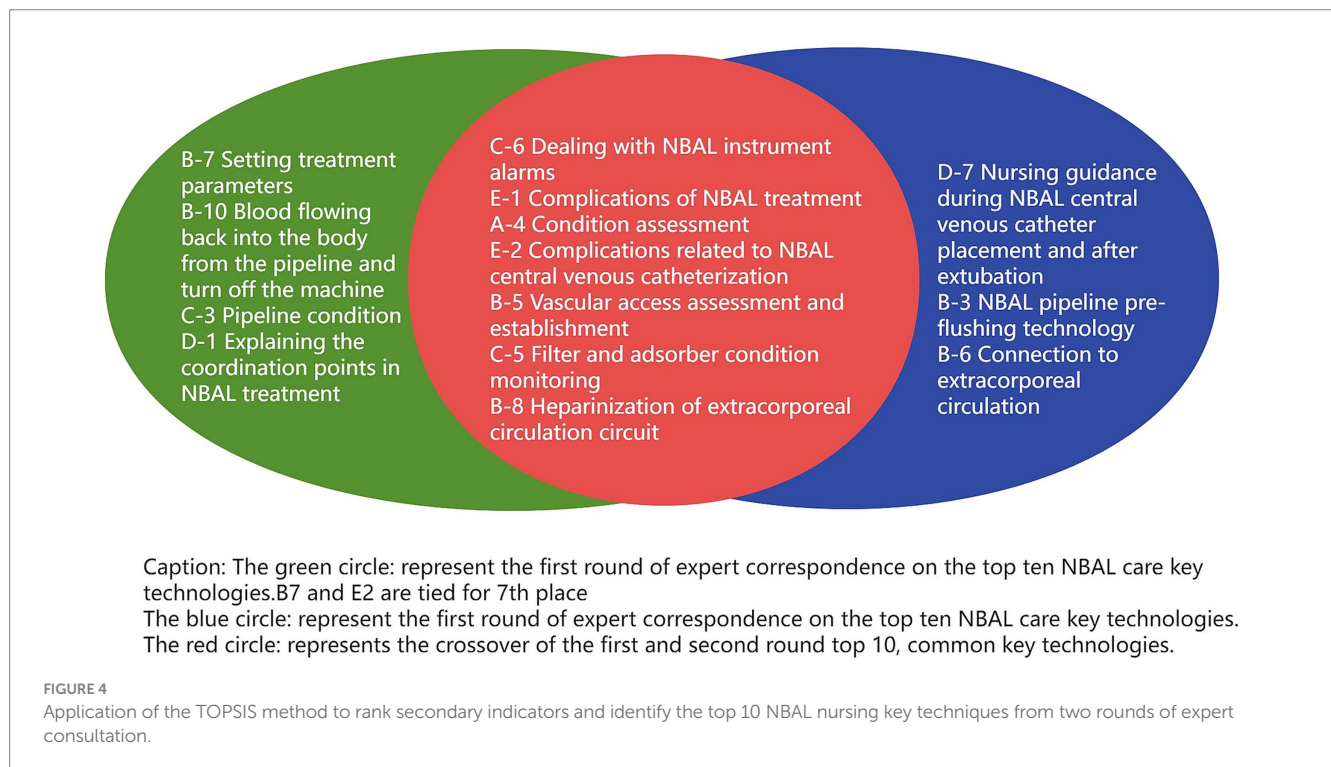 B-7 Setting treatment
parameters
B-10 Blood flowing
back into the body
from the pipeline and
turn off the machine
C-3 Pipeline condition
D-1 Explaining the
coordination points in
NBAL treatment
C-6 Dealing with NBAL instrument
alarms
E-1 Complications of NBAL treatment
A-4 Condition assessment
E-2 Complications related to NBAL
central venous catheterization
B-5 Vascular access assessment and
establishment
C-5 Filter and adsorber condition
monitoring
B-8 Heparinization of extracorporeal
circulation circuit
D-7 Nursing guidance
during NBAL central
venous catheter
placement and after
extubation
B-3 NBAL pipeline pre-
flushing technology
B-6 Connection to
extracorporeal
circulation
Caption: The green circle: represent the first round of expert correspondence on the top ten NBAL care key
technologies.B7 and E2 are tied for 7th place
The blue circle: represent the first round of expert correspondence on the top ten NBAL care key technologies.
The red circle: represents the crossover of the first and second round top 10, common key technologies.
FIGURE 4
Application of the TOPSIS method to rank secondary indicators and identify the top 10 NBAL nursing key techniques from two rounds of expert
consultation.